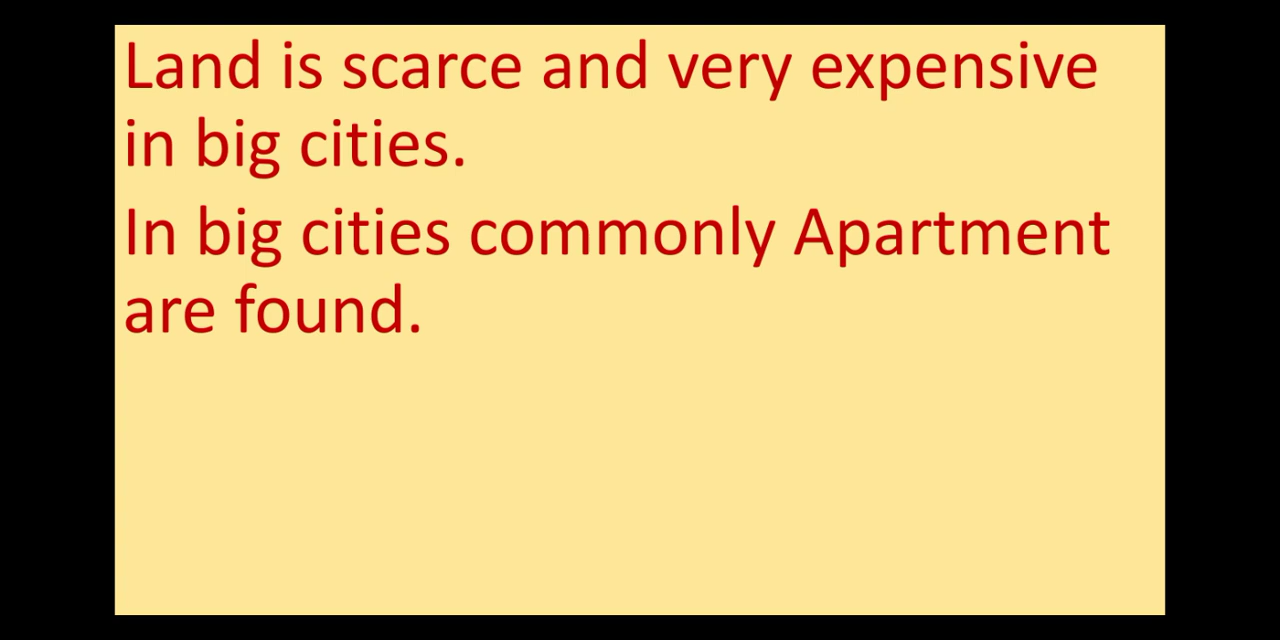 Land is scarce and very expensive
in big cities.
In big cities commonly Apartment
are found.